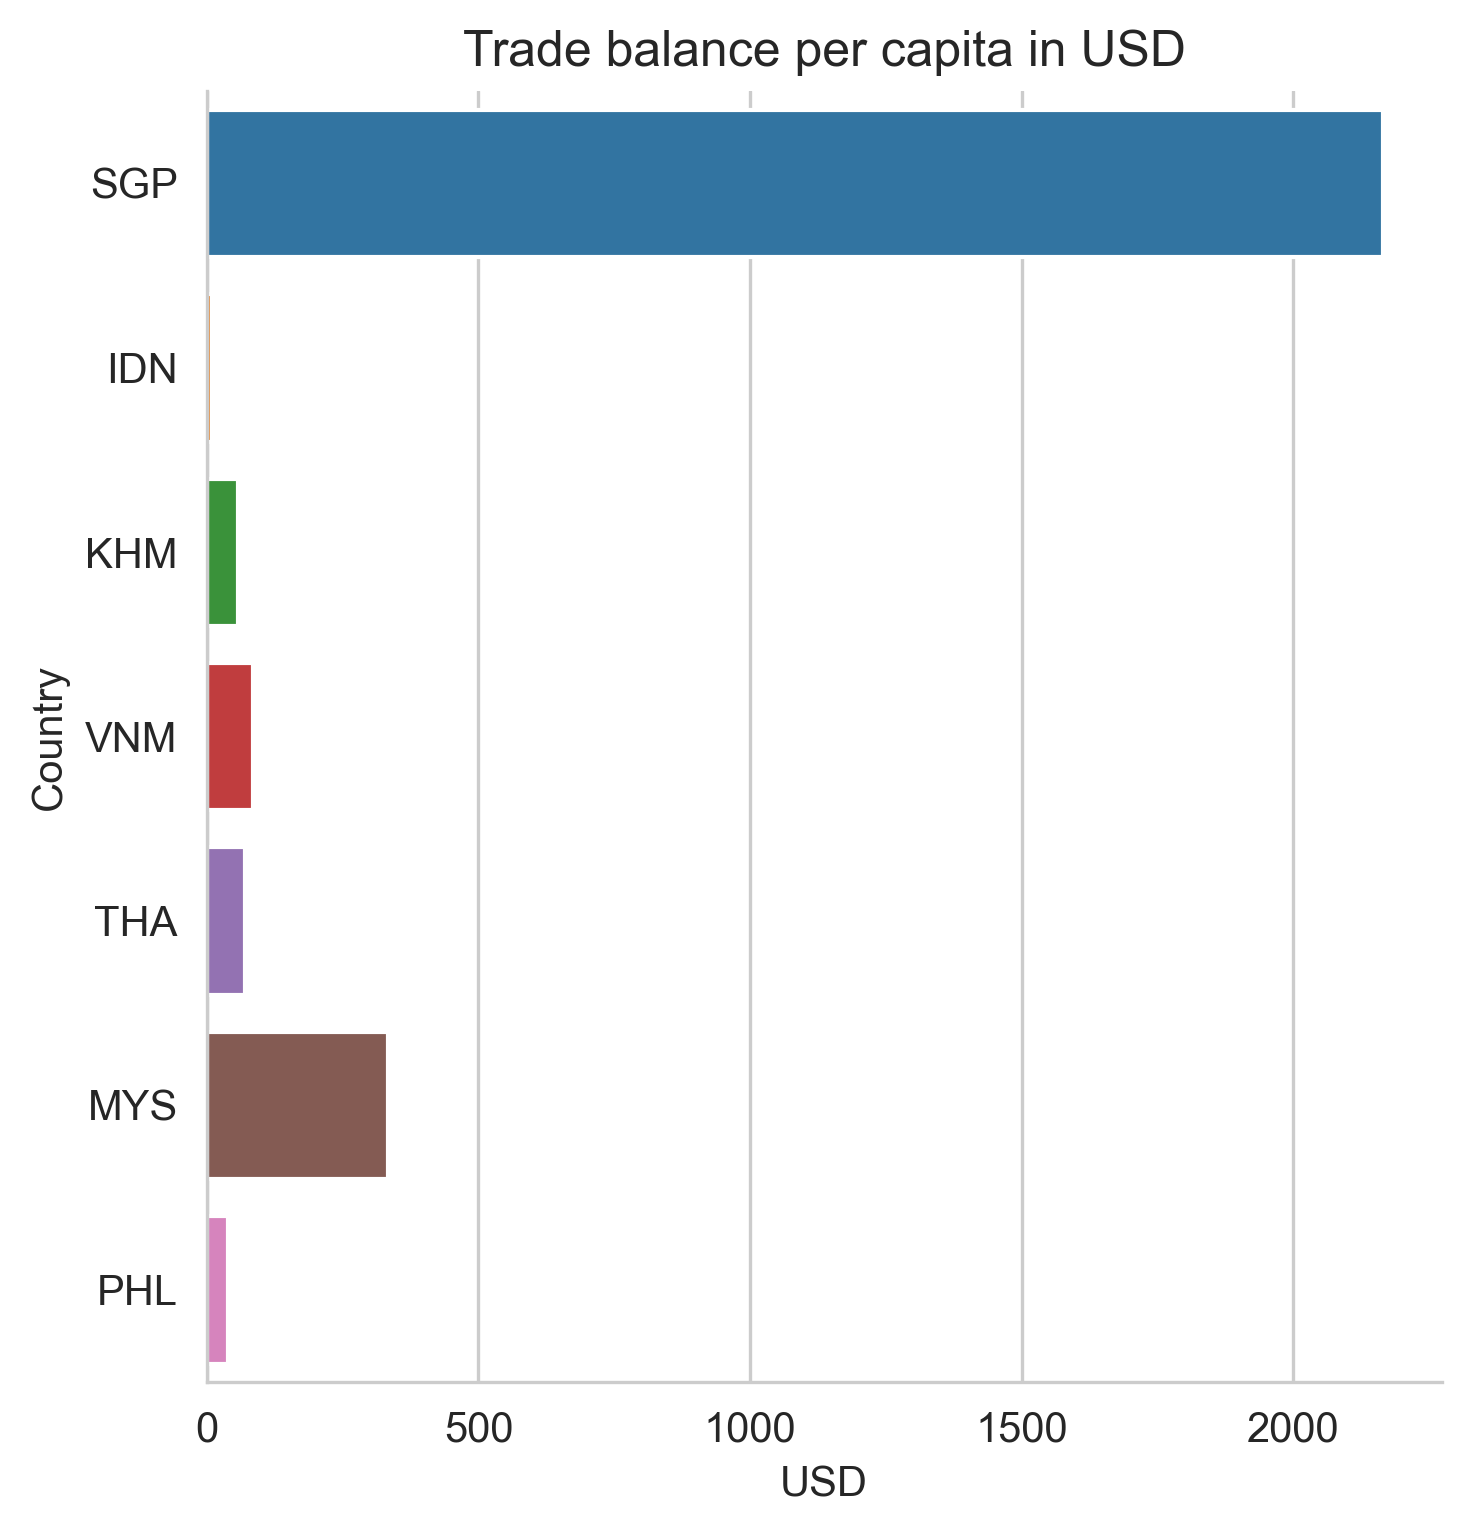 Trade balance per capita in USD
SGP
IDN
KHM
VNM
THA
MYS
PHL
Country
0 500 1000 1500 2000
USD